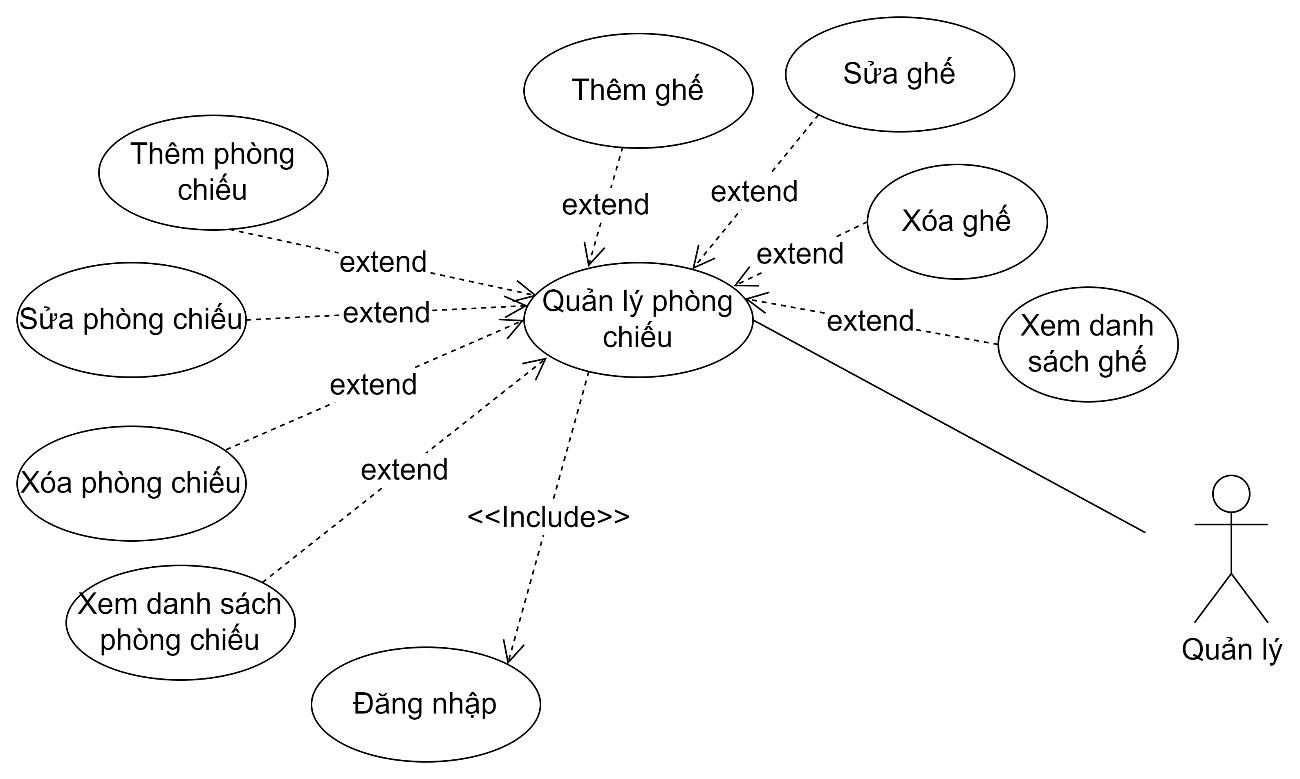 Thêm ghế
Sửa ghế
Thêm phòng
chiếu
extend
extend
Xóa ghế
extend
extend
Sửa phòng chiếu
extend
Quản lý phòng
chiếu
extend
Xem danh
sách ghế
extend
Xóa phòng chiếu
extend
<<Include>>
Xem danh sách
phòng chiếu
Đăng nhập
Quản lý